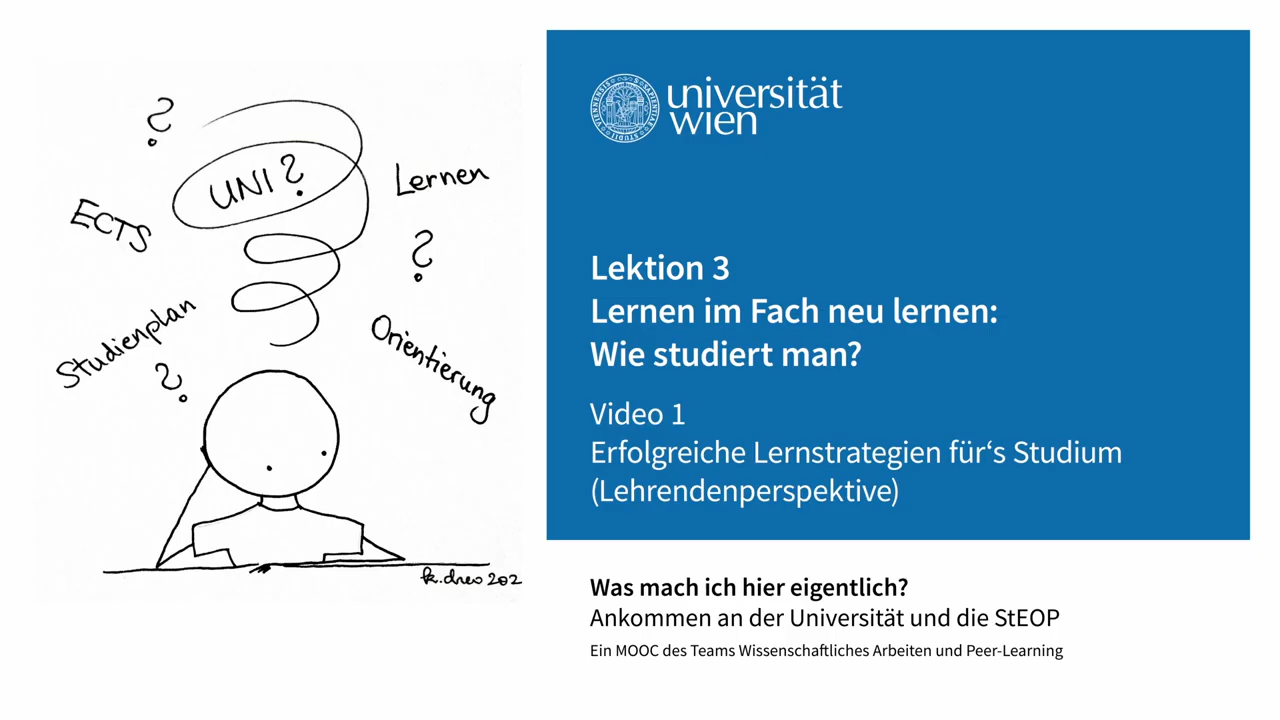 ?
UNI?
Lernen
ECTS
?
Studienplan
?
Orientierung
universität
wien
Lektion 3
Lernen im Fach neu lernen:
Wie studiert man?
Video 1
Erfolgreiche Lernstrategien für‘s Studium
(Lehrendenperspektive)
Was mach ich hier eigentlich?
Ankommen an der Universität und die StEOP
Ein MOOC des Teams Wissenschaftliches Arbeiten und Peer-Learning